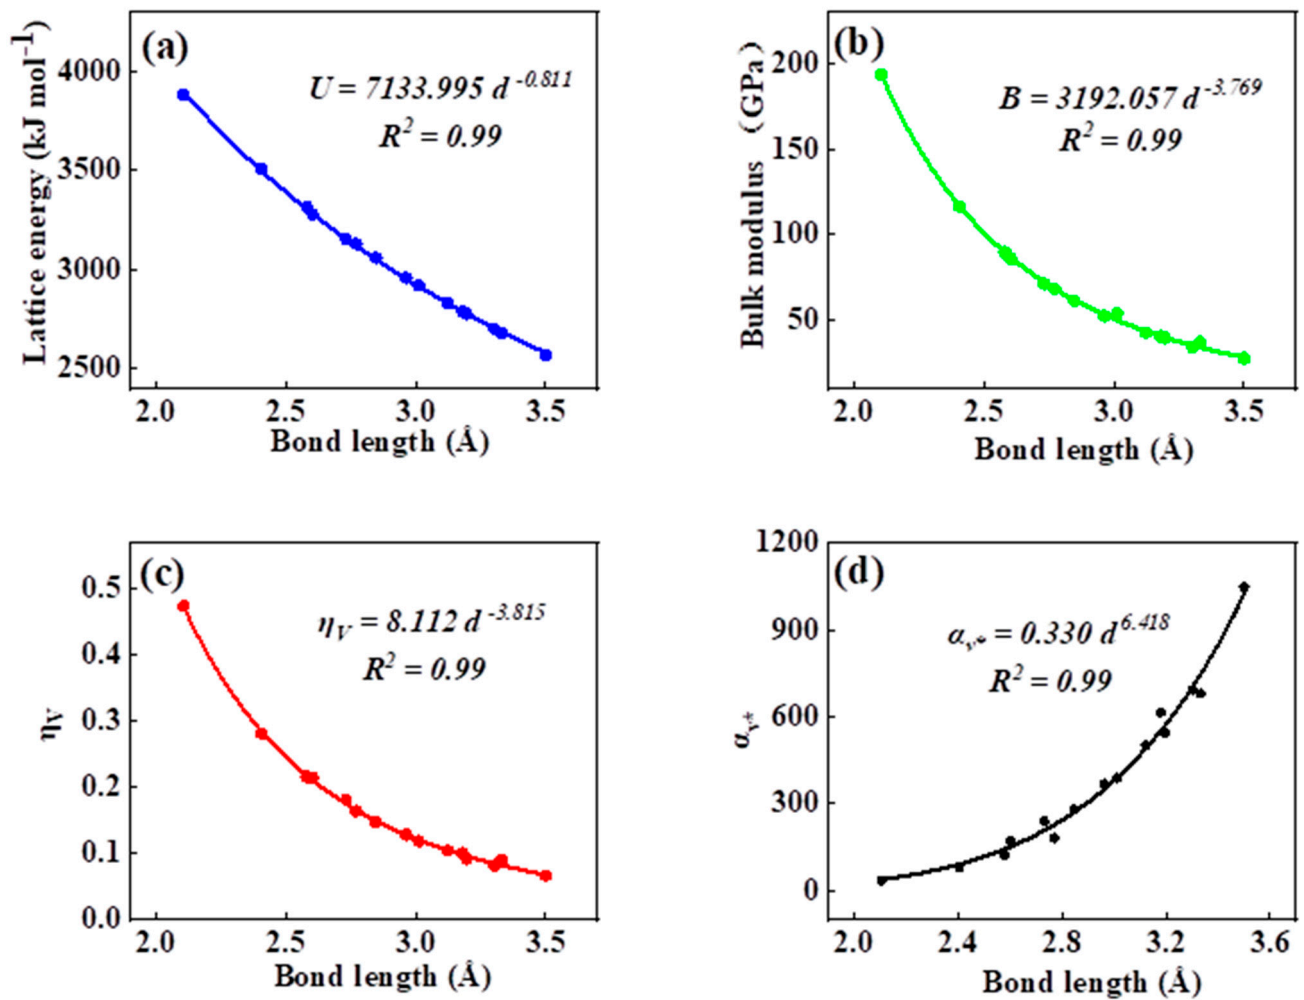 (a)
U = 7133.995 d^-0.811
R^2 = 0.99
Lattice energy (kJ mol^-1)
4000
3500
3000
2500
2.0 2.5 3.0 3.5
Bond length (Å)
(b)
B = 3192.057 d^-3.769
R^2 = 0.99
Bulk modulus (GPa)
200
150
100
50
2.0 2.5 3.0 3.5
Bond length (Å)
(c)
η_V = 8.112 d^-3.815
R^2 = 0.99
η_V
0.5
0.4
0.3
0.2
0.1
0.0
2.0 2.5 3.0 3.5
Bond length (Å)
(d)
α_v* = 0.330 d^6.418
R^2 = 0.99
α_v*
1200
900
600
300
0
2.0 2.4 2.8 3.2 3.6
Bond length (Å)